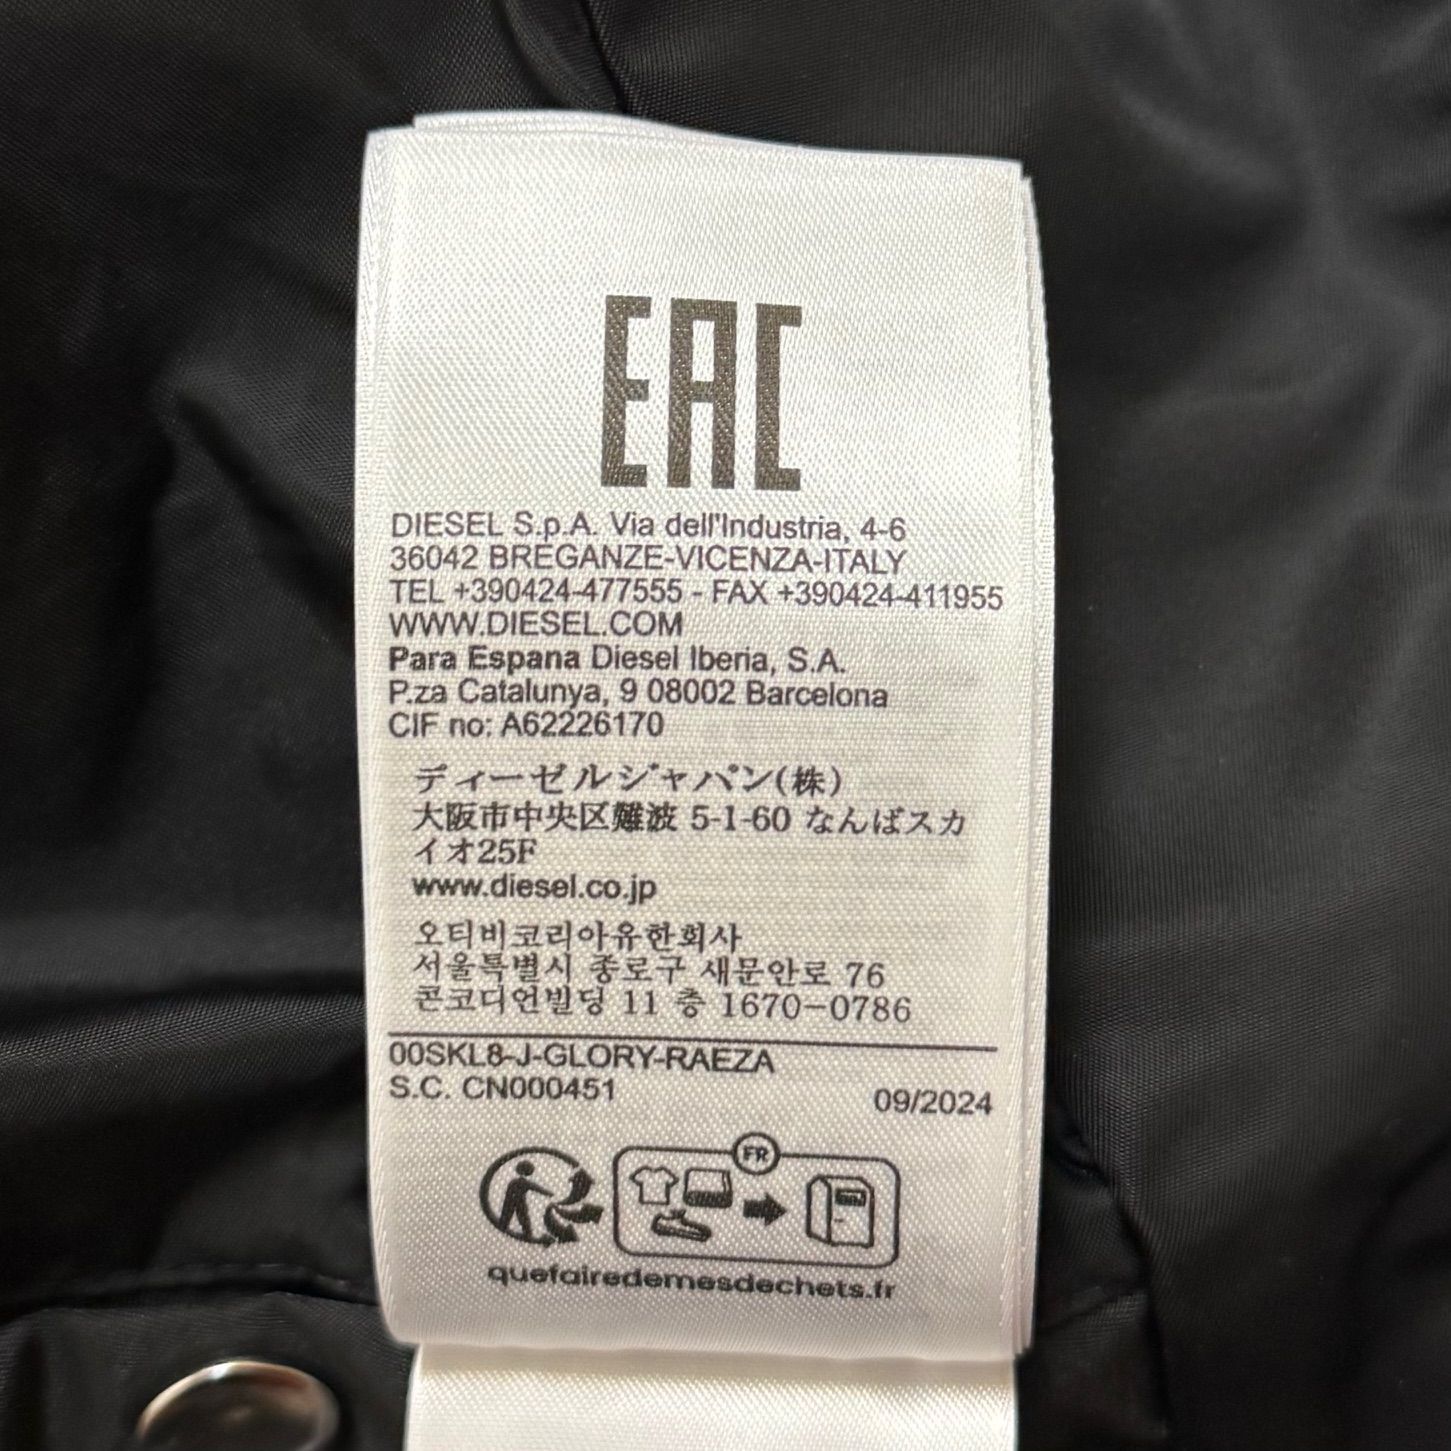 EAC
DIESEL S.p.A. Via dell'Industria, 4-6
36042 BREGANZE-VICENZA-ITALY
TEL +390424-477555 - FAX +390424-411955
WWW.DIESEL.COM
Para Espana Diesel Iberia, S.A.
P.za Catalunya, 9 08002 Barcelona
CIF no: A62226170
ディーゼルジャパン(株)
大阪市中央区難波 5-1-60 なんばスカ
イオ25F
www.diesel.co.jp
오티비코리아유한회사
서울특별시 종로구 새문안로 76
콘코디언빌딩 11 층 1670-0786
00SKL8-J-GLORY-RAEZA
S.C. CN000451 09/2024
FR
quefairedemesdechets.fr